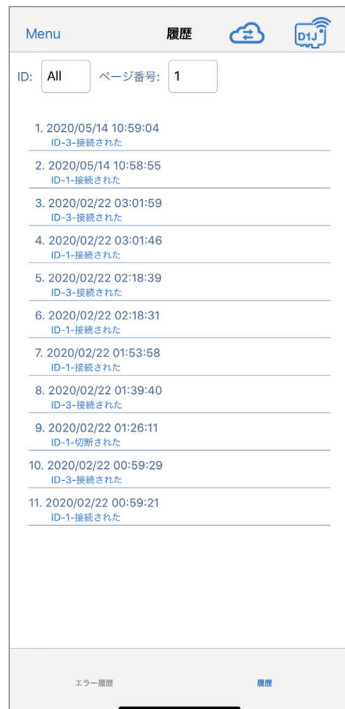 Menu 履歴 D1J
ID: All ページ番号: 1
1. 2020/05/14 10:59:04
ID-3-接続された
2. 2020/05/14 10:58:55
ID-1-接続された
3. 2020/02/22 03:01:59
ID-3-接続された
4. 2020/02/22 03:01:46
ID-1-接続された
5. 2020/02/22 02:18:39
ID-3-接続された
6. 2020/02/22 02:18:31
ID-1-接続された
7. 2020/02/22 01:53:58
ID-1-接続された
8. 2020/02/22 01:39:40
ID-3-接続された
9. 2020/02/22 01:26:11
ID-1-切断された
10. 2020/02/22 00:59:29
ID-3-接続された
11. 2020/02/22 00:59:21
ID-1-接続された
エラー履歴 履歴